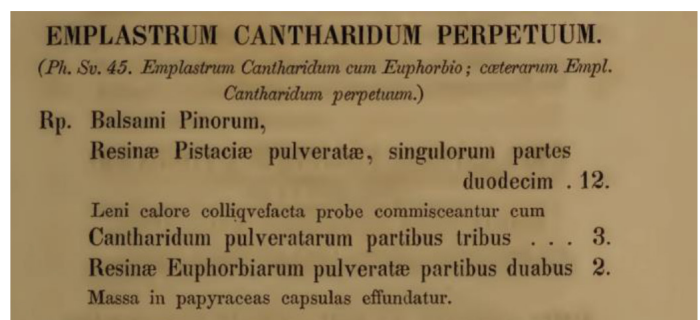 EMPLASTRUM CANTHARIDUM PERPETUUM.
(Ph. Sv. 45. Emplastrum Cantharidum cum Euphorbio; cæterarum Empl.
Cantharidum perpetuum.)
Rp. Balsami Pinorum,
Resinæ Pistaciæ pulveratæ, singulorum partes
duodecim . 12.
Leni calore colliqvefacta probe commisceantur cum
Cantharidum pulveratarum partibus tribus . . . 3.
Resinæ Euphorbiarum pulveratæ partibus duabus 2.
Massa in papyraceas capsulas effundatur.